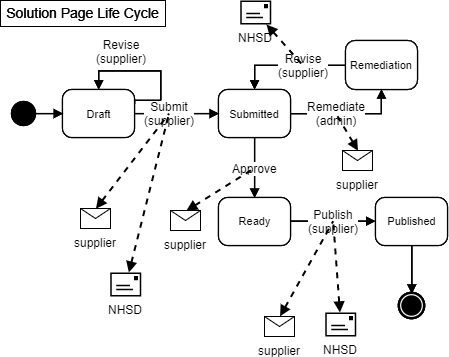 Solution Page Life Cycle
NHSD
Revise
(supplier)
Revise
(supplier)
Remediation
Draft
Submit
(supplier)
Submitted
Remediate
(admin)
supplier
Approve
supplier
supplier
Ready
Publish
(supplier)
Published
NHSD
supplier
NHSD